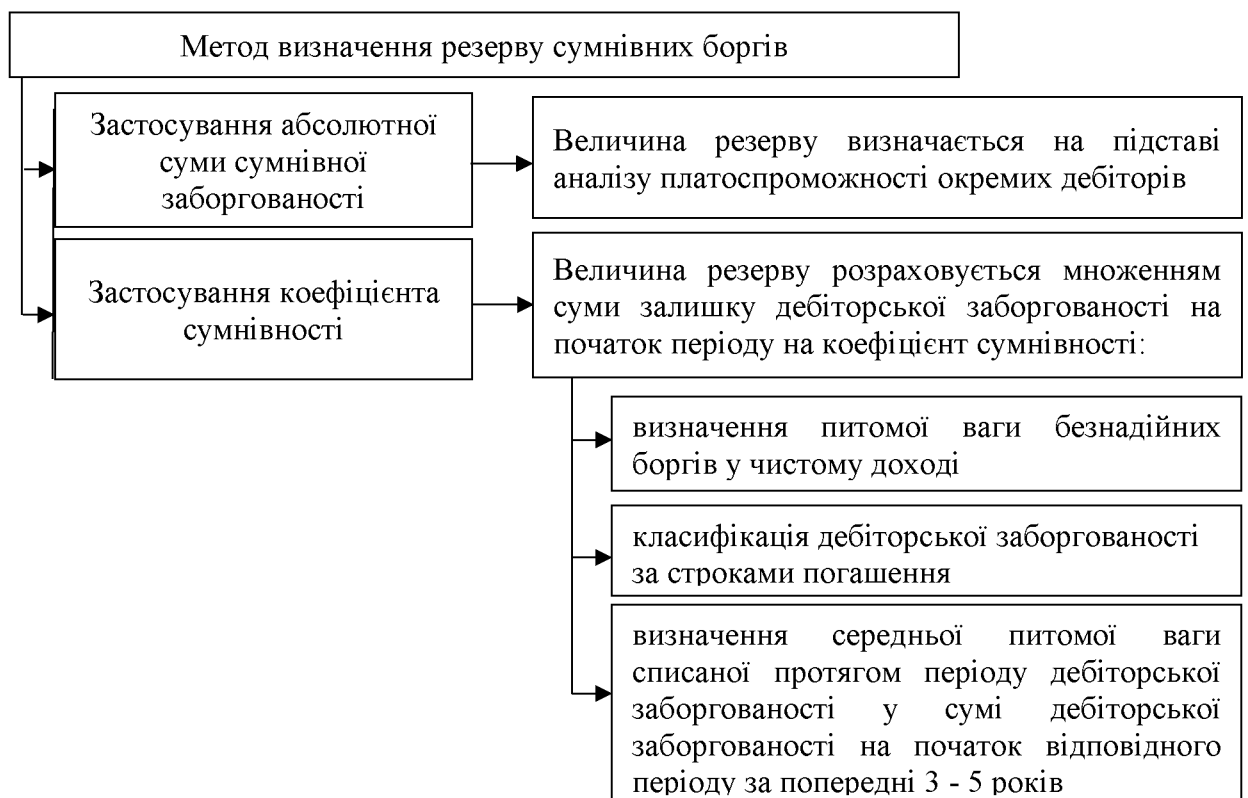 Метод визначення резерву сумнівних боргів
Застосування абсолютної
суми сумнівної
заборгованості
Величина резерву визначається на підставі
аналізу платоспроможності окремих дебіторів
Застосування коефіцієнта
сумнівності
Величина резерву розраховується множенням
суми залишку дебіторської заборгованості на
початок періоду на коефіцієнт сумнівності:
визначення питомої ваги безнадійних
боргів у чистому доході
класифікація дебіторської заборгованості
за строками погашення
визначення середньої питомої ваги
списаної протягом періоду дебіторської
заборгованості у сумі дебіторської
заборгованості на початок відповідного
періоду за попередні 3 - 5 років